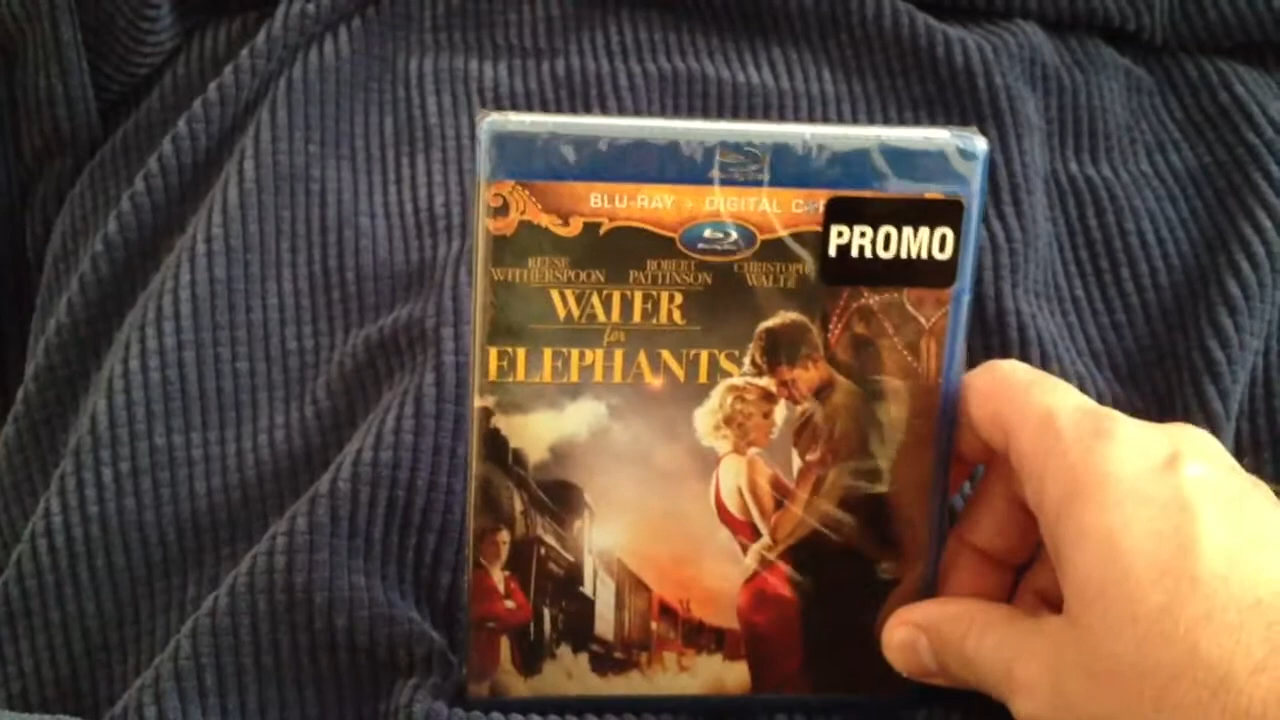 BLU-RAY + DIGITAL
PROMO
REESE WITHERSPOON
ROBERT PATTINSON
WATER
for
ELEPHANTS